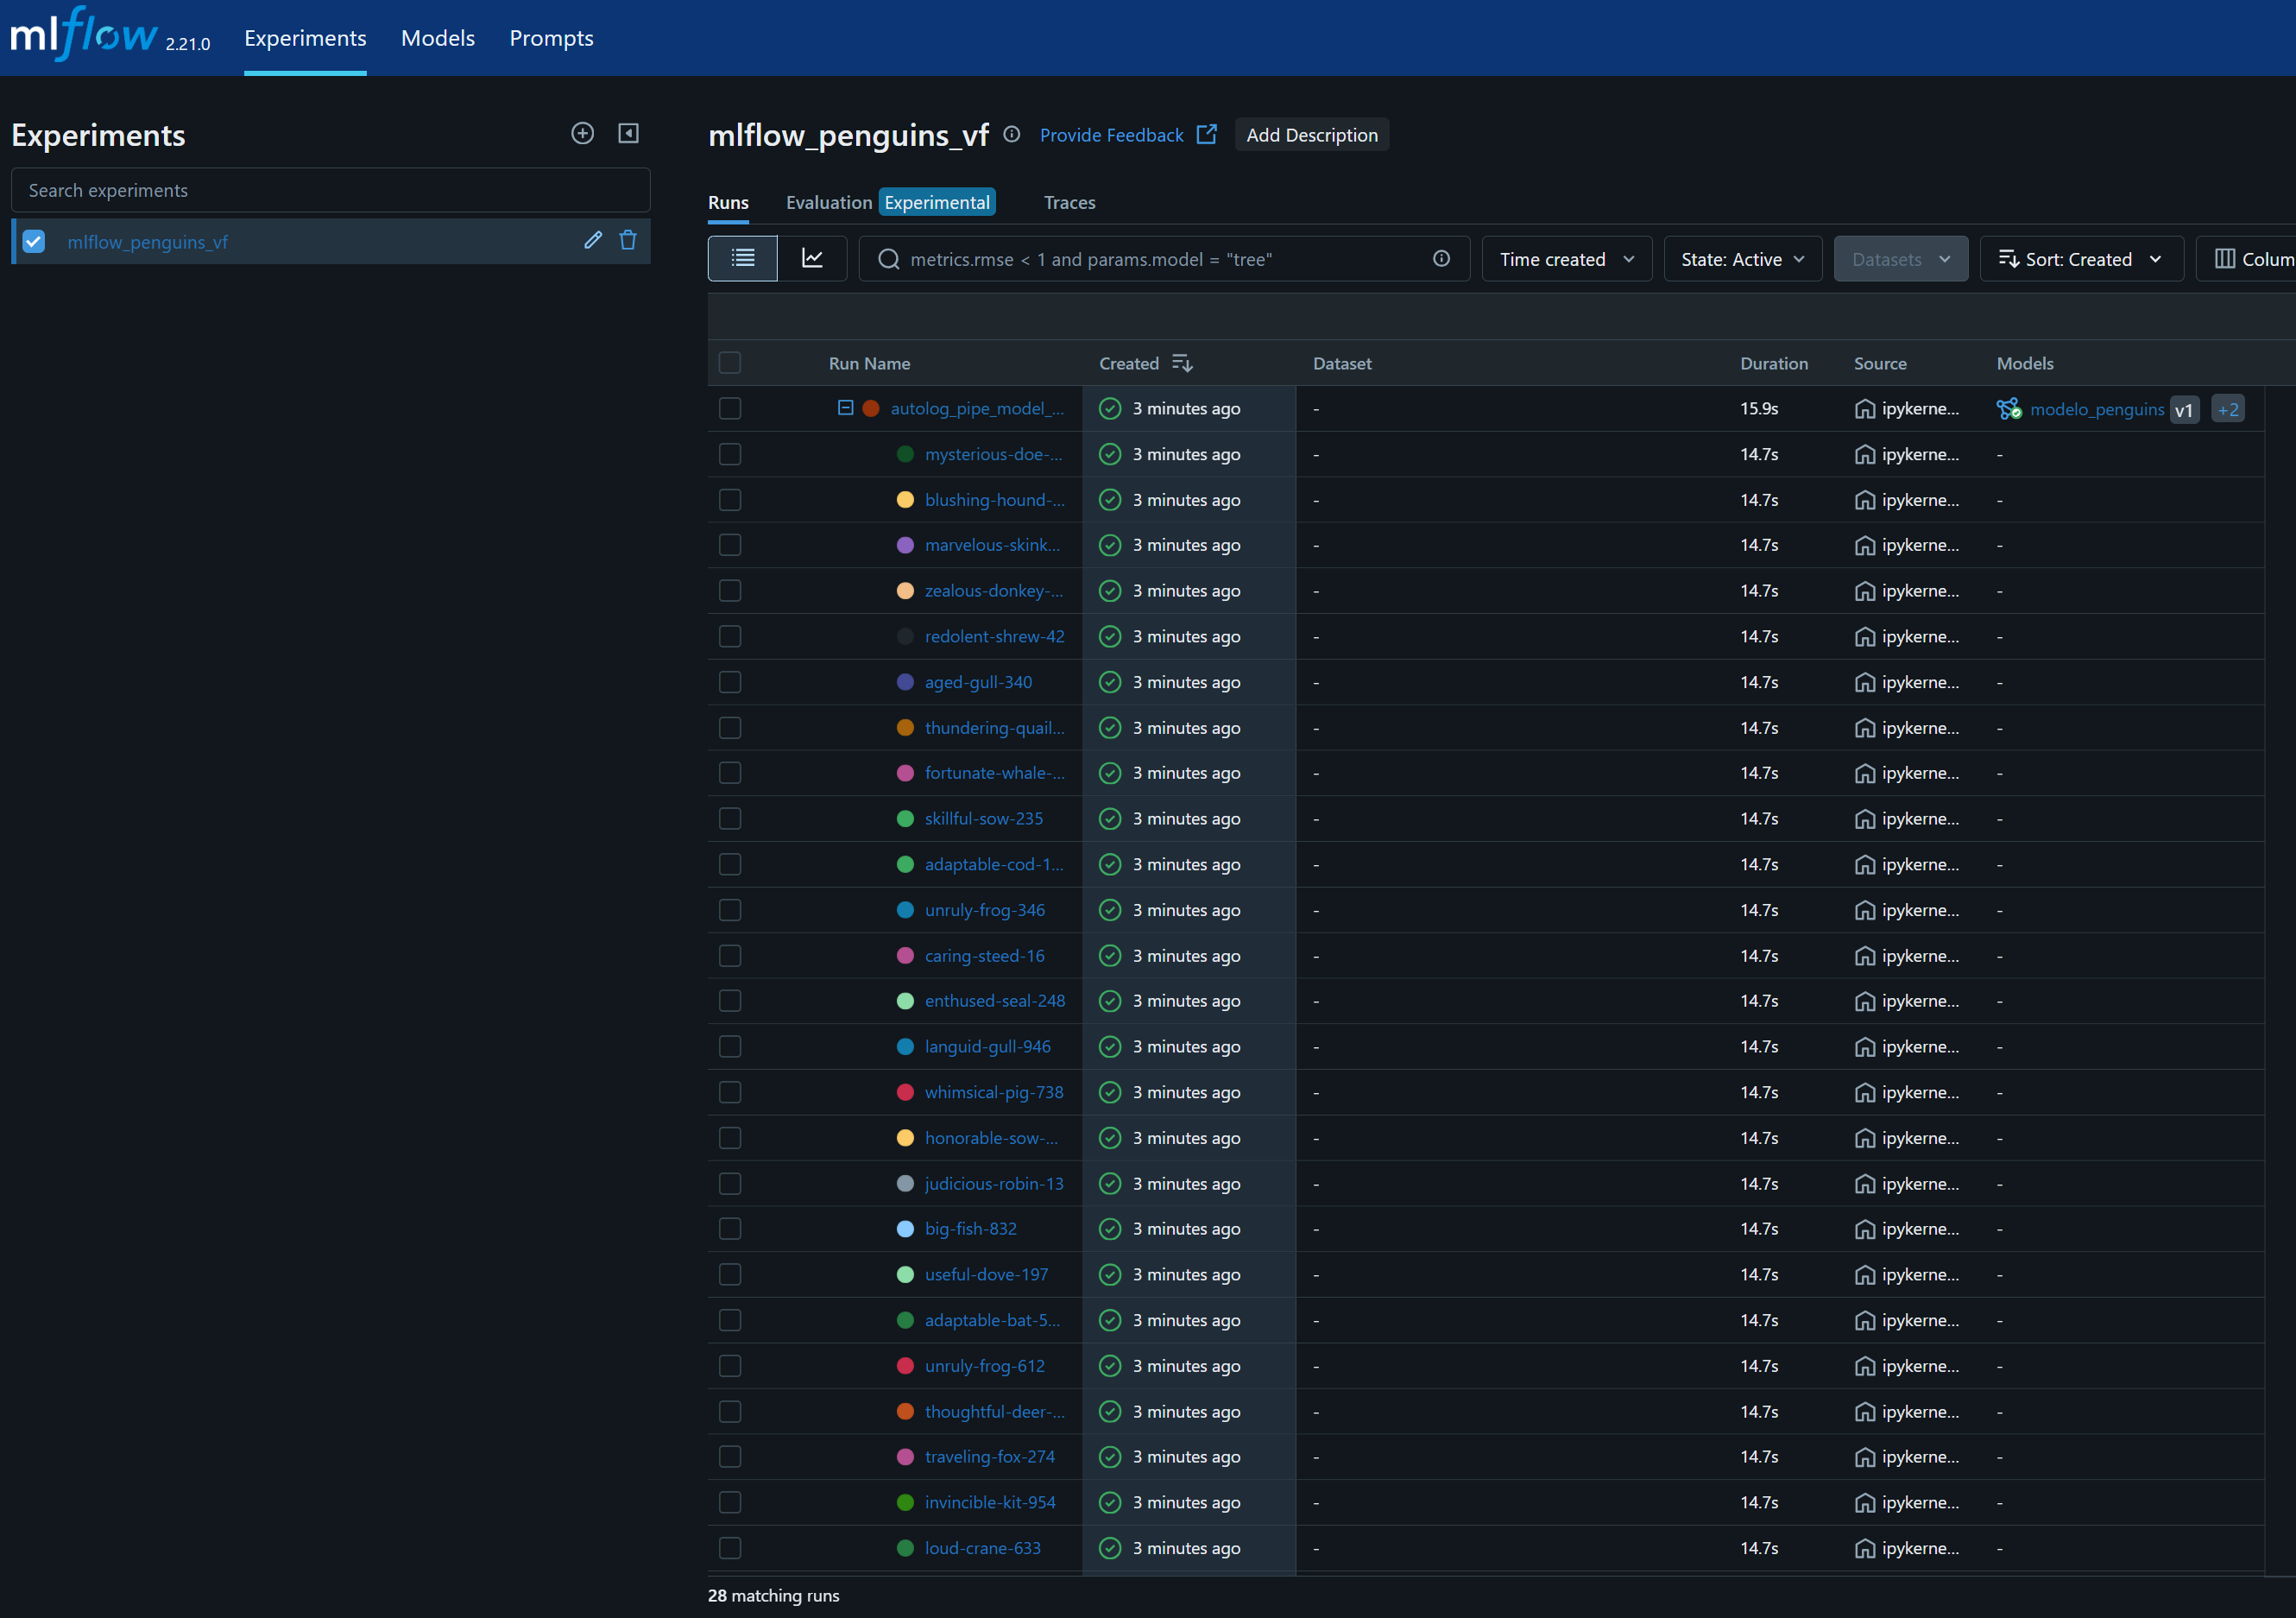 mlflow 2.21.0 Experiments Models Prompts
Experiments
Search experiments
mlflow_penguins_vf
mlflow_penguins_vf Provide Feedback Add Description
Runs Evaluation Experimental Traces
metrics.rmse < 1 and params.model = "tree" Time created State: Active Datasets Sort: Created Colum
Run Name Created Dataset Duration Source Models
autolog_pipe_model_... 3 minutes ago - 15.9s ipykerne... modelo_penguins v1 +2
mysterious-doe-... 3 minutes ago - 14.7s ipykerne... -
blushing-hound-... 3 minutes ago - 14.7s ipykerne... -
marvelous-skink... 3 minutes ago - 14.7s ipykerne... -
zealous-donkey-... 3 minutes ago - 14.7s ipykerne... -
redolent-shrew-42 3 minutes ago - 14.7s ipykerne... -
aged-gull-340 3 minutes ago - 14.7s ipykerne... -
thundering-quail... 3 minutes ago - 14.7s ipykerne... -
fortunate-whale-... 3 minutes ago - 14.7s ipykerne... -
skillful-sow-235 3 minutes ago - 14.7s ipykerne... -
adaptable-cod-1... 3 minutes ago - 14.7s ipykerne... -
unruly-frog-346 3 minutes ago - 14.7s ipykerne... -
caring-steed-16 3 minutes ago - 14.7s ipykerne... -
enthused-seal-248 3 minutes ago - 14.7s ipykerne... -
languid-gull-946 3 minutes ago - 14.7s ipykerne... -
whimsical-pig-738 3 minutes ago - 14.7s ipykerne... -
honorable-sow-... 3 minutes ago - 14.7s ipykerne... -
judicious-robin-13 3 minutes ago - 14.7s ipykerne... -
big-fish-832 3 minutes ago - 14.7s ipykerne... -
useful-dove-197 3 minutes ago - 14.7s ipykerne... -
adaptable-bat-5... 3 minutes ago - 14.7s ipykerne... -
unruly-frog-612 3 minutes ago - 14.7s ipykerne... -
thoughtful-deer-... 3 minutes ago - 14.7s ipykerne... -
traveling-fox-274 3 minutes ago - 14.7s ipykerne... -
invincible-kit-954 3 minutes ago - 14.7s ipykerne... -
loud-crane-633 3 minutes ago - 14.7s ipykerne... -
28 matching runs